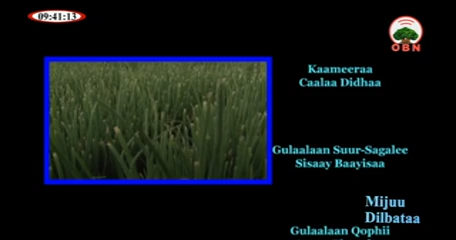 09:41:13
OBN
Kaameeraa
Caalaa Didhaa
Gulaalaan Suur-Sagalee
Sisaay Baayisaa
Mijuu
Dilbataa
Gulaalaan Qophii